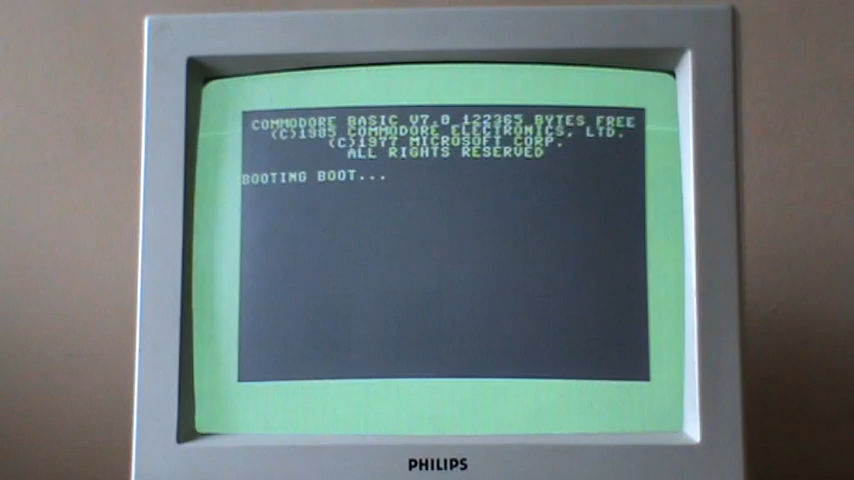 COMMODORE BASIC V7.0 122365 BYTES FREE
(C)1985 COMMODORE ELECTRONICS, LTD.
(C)1977 MICROSOFT CORP.
ALL RIGHTS RESERVED
BOOTING BOOT...
PHILIPS